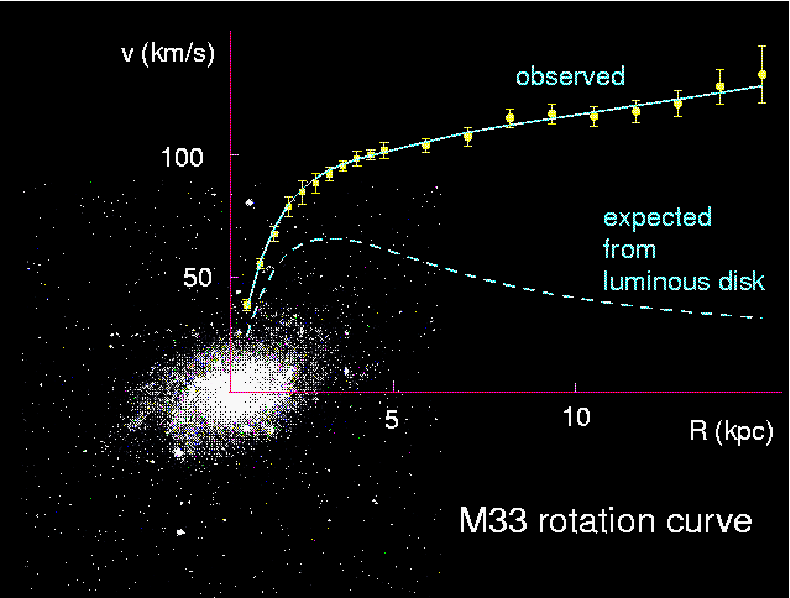 v (km/s)
observed
100
expected
from
luminous disk
50
5
10
R (kpc)
M33 rotation curve